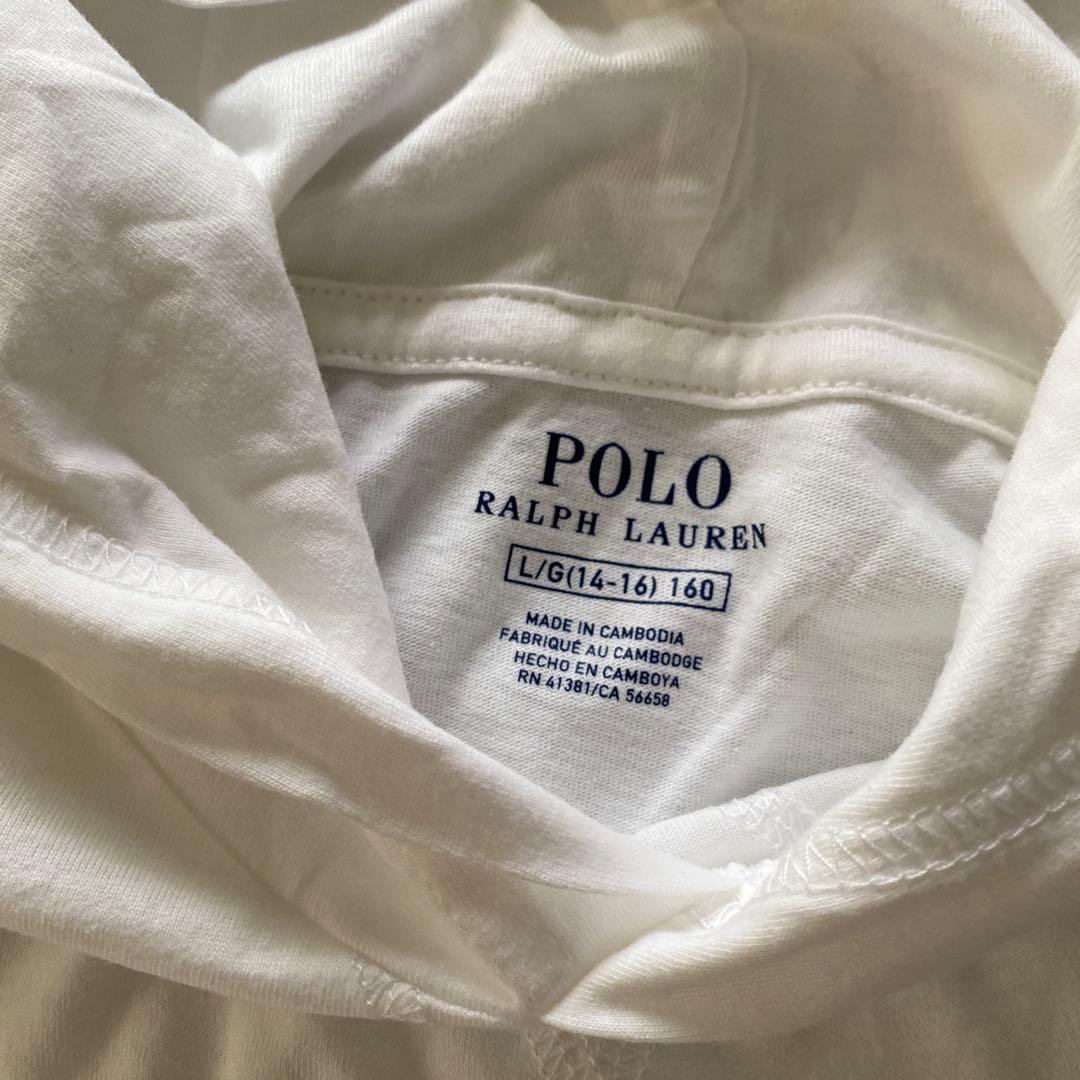 POLO
RALPH LAUREN
L/G(14-16) 160
MADE IN CAMBODIA
FABRIQUÉ AU CAMBODGE
HECHO EN CAMBOYA
RN 41381/CA 56658